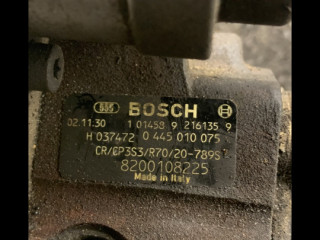 BOSCH
02.11.30 1 01458 9 216135 9
H 037472 0 445 010 075
CR/CP3S3/R70/20-789S
8200108225
Made in Italy